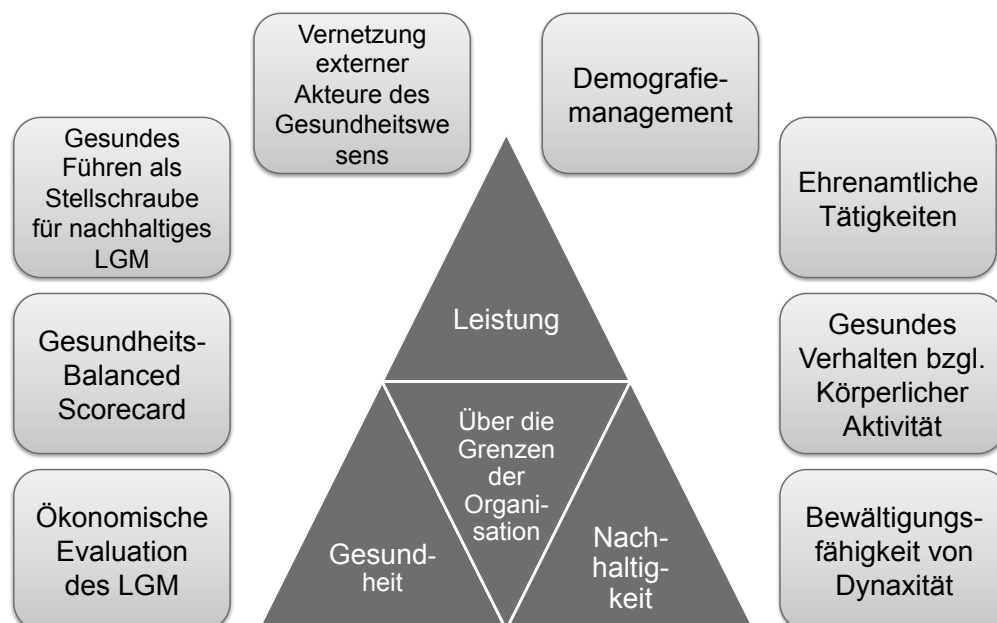 Vernetzung
externer
Akteure des
Gesundheitswe
sens
Demografie-
management
Gesundes
Führen als
Stellschraube
für nachhaltiges
LGM
Ehrenamtliche
Tätigkeiten
Gesundheits-
Balanced
Scorecard
Gesundes
Verhalten bzgl.
Körperlicher
Aktivität
Ökonomische
Evaluation
des LGM
Bewältigungs-
fähigkeit von
Dynaxität
Leistung
Über die
Grenzen
der
Organi-
sation
Gesund-
heit
Nach-
haltig-
keit